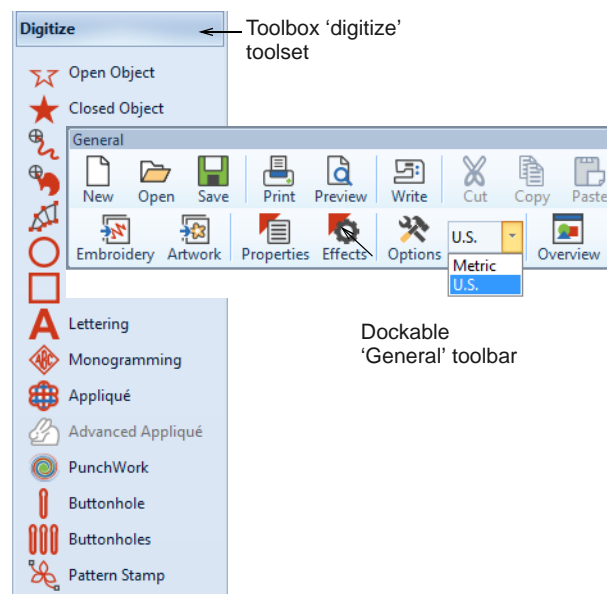 Digitize
Toolbox ‘digitize’
toolset
Open Object
Closed Object
General
New Open Save Print Preview Write Cut Copy Paste
Embroidery Artwork Properties Effects Options U.S. Overview
Metric
U.S.
Dockable
‘General’ toolbar
Lettering
ABC
Monogramming
Appliqué
Advanced Appliqué
PunchWork
Buttonhole
Buttonholes
Pattern Stamp